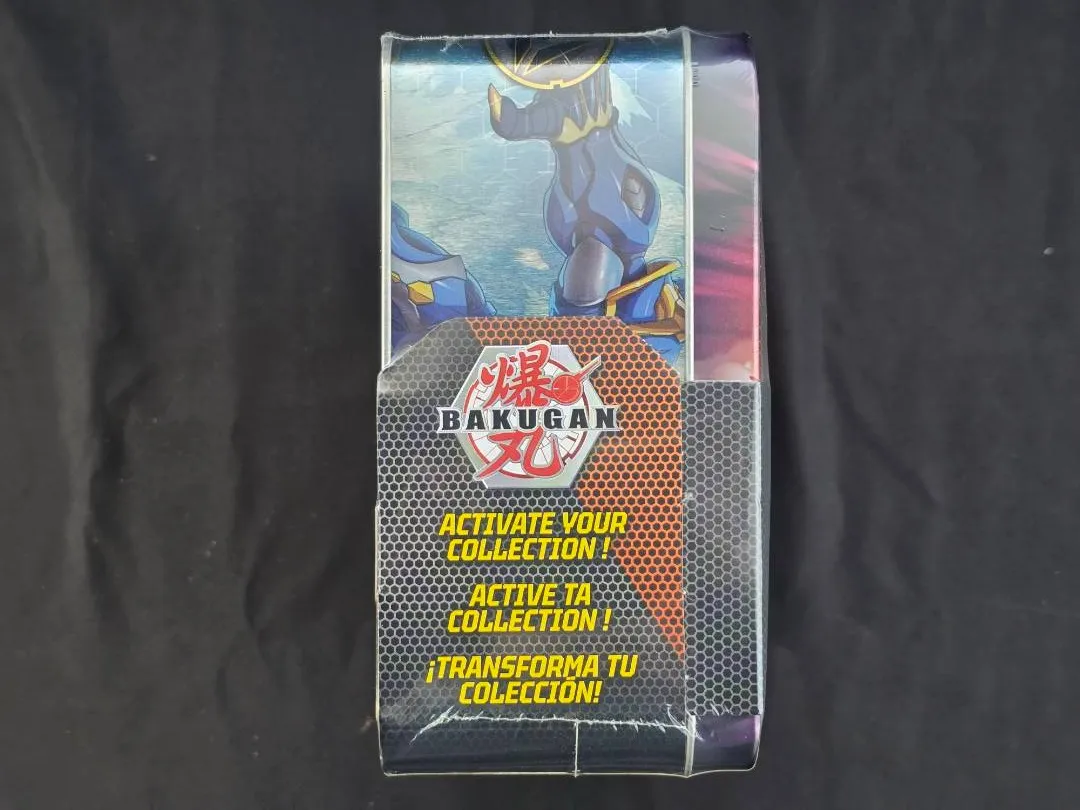 爆
BAKUGAN
丸
ACTIVATE YOUR
COLLECTION !
ACTIVE TA
COLLECTION !
¡TRANSFORMA TU
COLECCIÓN!